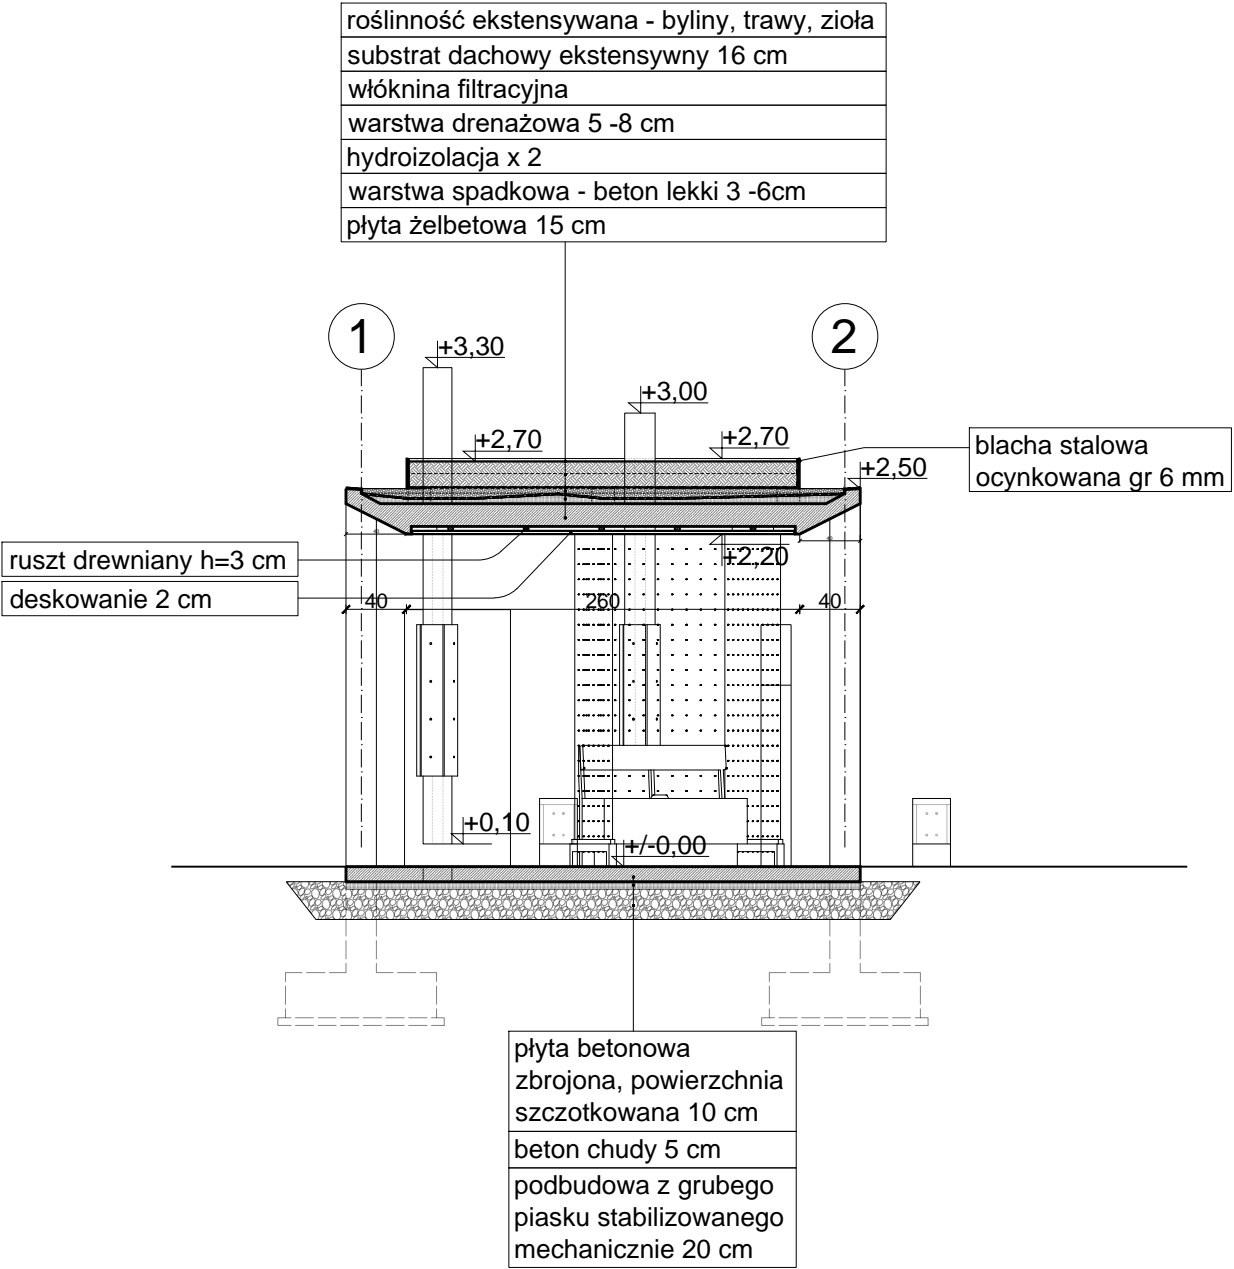 roślinność ekstensywana - byliny, trawy, zioła
substrat dachowy ekstensywny 16 cm
włóknina filtracyjna
warstwa drenażowa 5 -8 cm
hydroizolacja x 2
warstwa spadkowa - beton lekki 3 -6cm
płyta żelbetowa 15 cm
1
2
+3,30
+3,00
+2,70
+2,70
+2,50
blacha stalowa
ocynkowana gr 6 mm
ruszt drewniany h=3 cm
deskowanie 2 cm
+2,20
40
260
40
+0,10
+/-0,00
płyta betonowa
zbrojona, powierzchnia
szczotkowana 10 cm
beton chudy 5 cm
podbudowa z grubego
piasku stabilizowanego
mechanicznie 20 cm